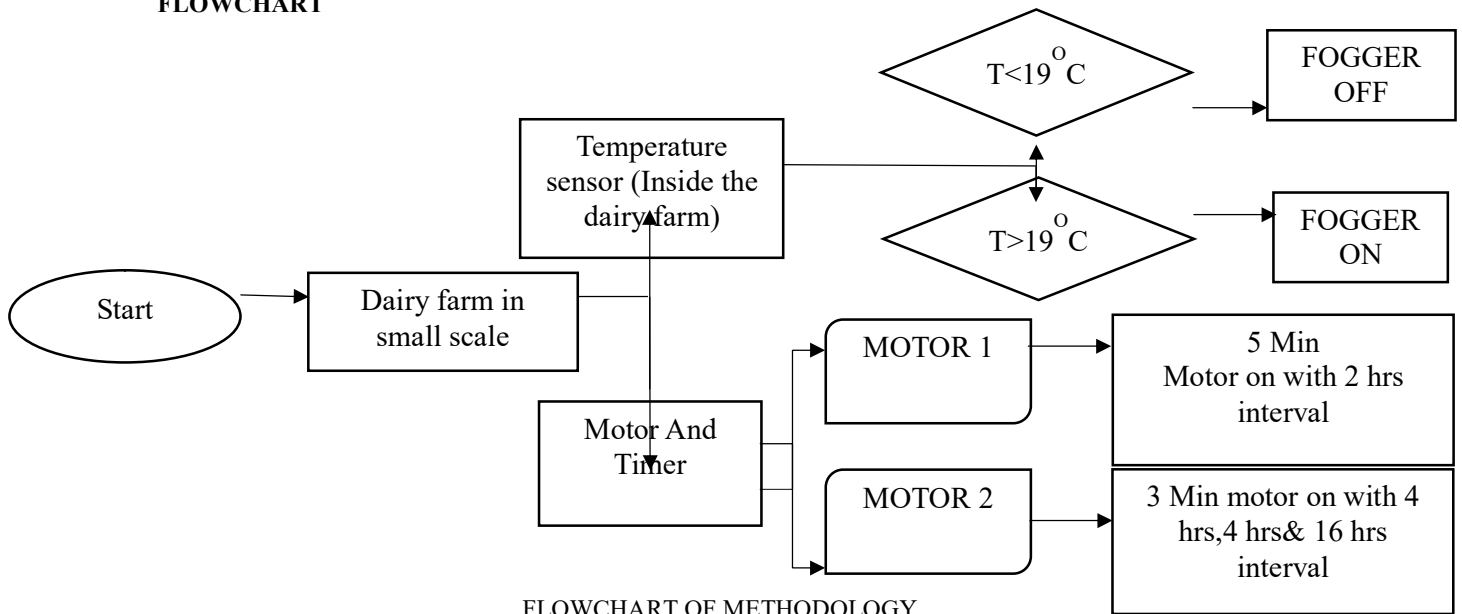 FLOWCHART
T<19°C
FOGGER
OFF
Temperature
sensor (Inside the
dairy farm)
T>19°C
FOGGER
ON
Start
Dairy farm in
small scale
Motor And
Timer
MOTOR 1
5 Min
Motor on with 2 hrs
interval
MOTOR 2
3 Min motor on with 4
hrs,4 hrs& 16 hrs
interval
FLOWCHART OF METHODOLOGY